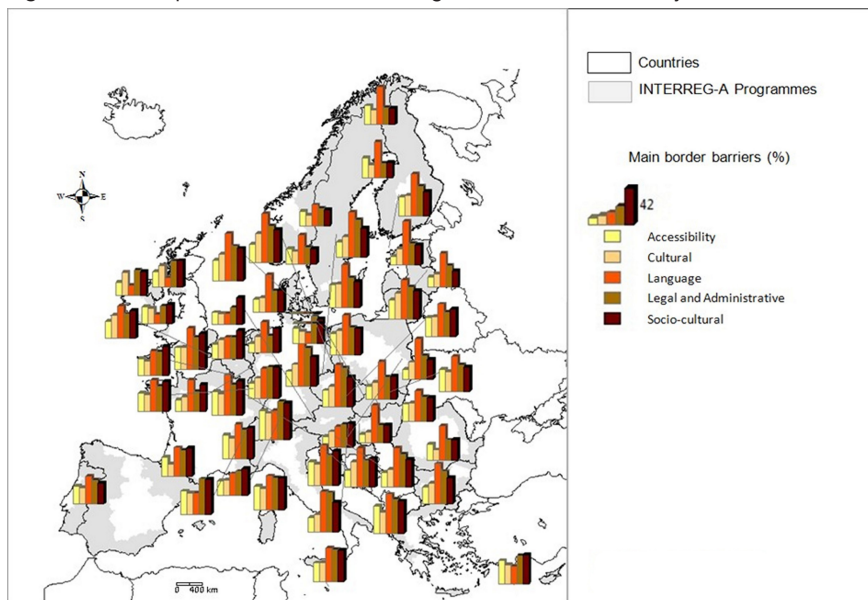 N
W E
S
0 400 km
Countries
INTERREG-A Programmes
Main border barriers (%)
42
Accessibility
Cultural
Language
Legal and Administrative
Socio-cultural